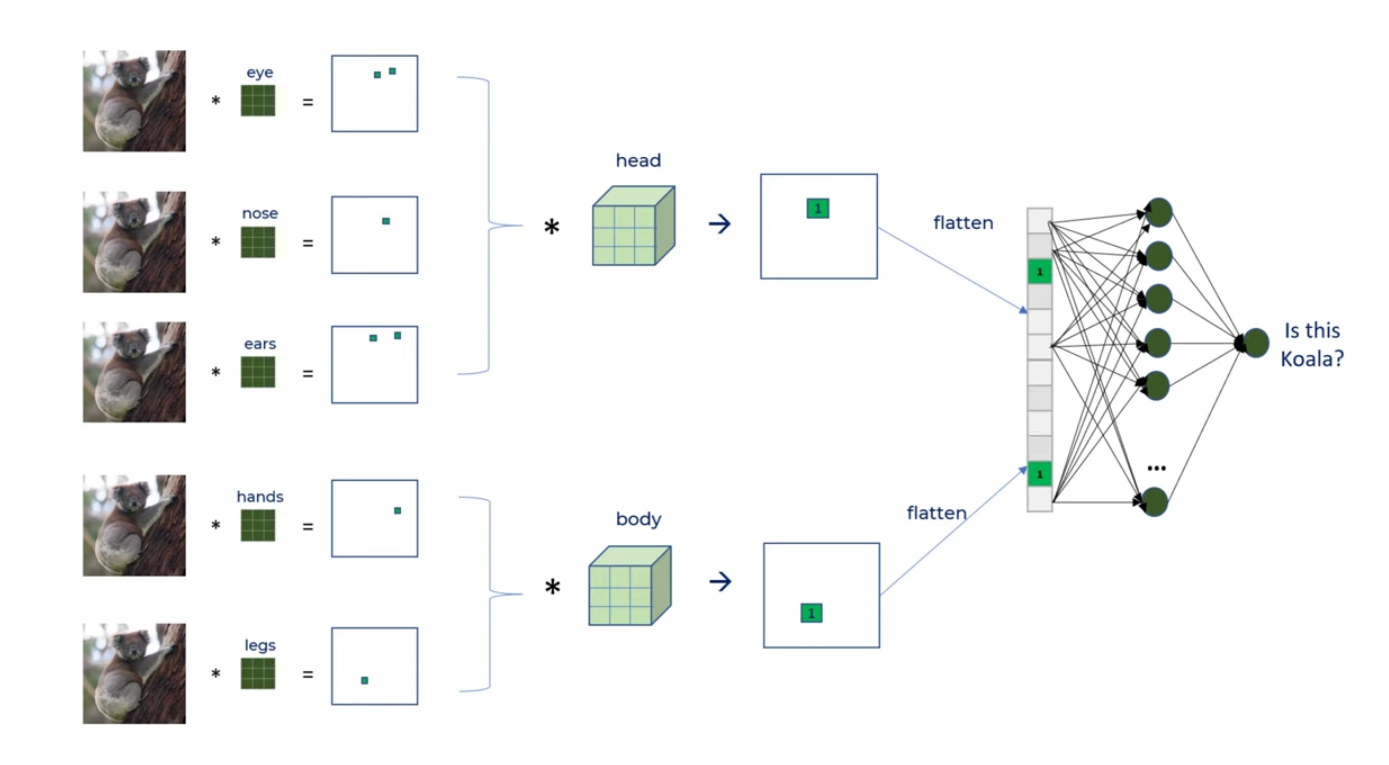 eye
* =
nose
* =
ears
* =
head
* →
1
flatten
hands
* =
legs
* =
body
* →
1
flatten
1
1
...
Is this
Koala?